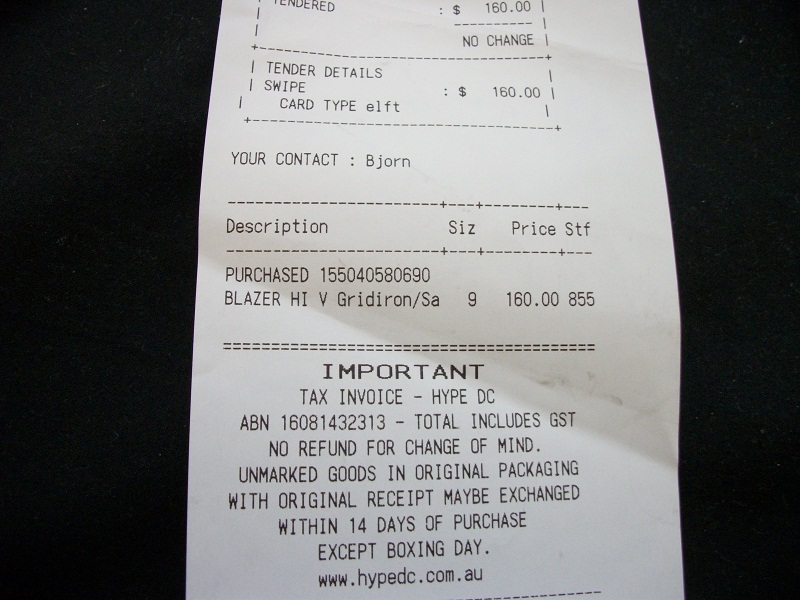 TENDERED : $ 160.00
NO CHANGE
TENDER DETAILS
SWIPE : $ 160.00
CARD TYPE elft
YOUR CONTACT : Bjorn
Description Siz Price Stf
PURCHASED 155040580690
BLAZER HI V Gridiron/Sa 9 160.00 855
IMPORTANT
TAX INVOICE - HYPE DC
ABN 16081432313 - TOTAL INCLUDES GST
NO REFUND FOR CHANGE OF MIND.
UNMARKED GOODS IN ORIGINAL PACKAGING
WITH ORIGINAL RECEIPT MAYBE EXCHANGED
WITHIN 14 DAYS OF PURCHASE
EXCEPT BOXING DAY.
www.hypedc.com.au